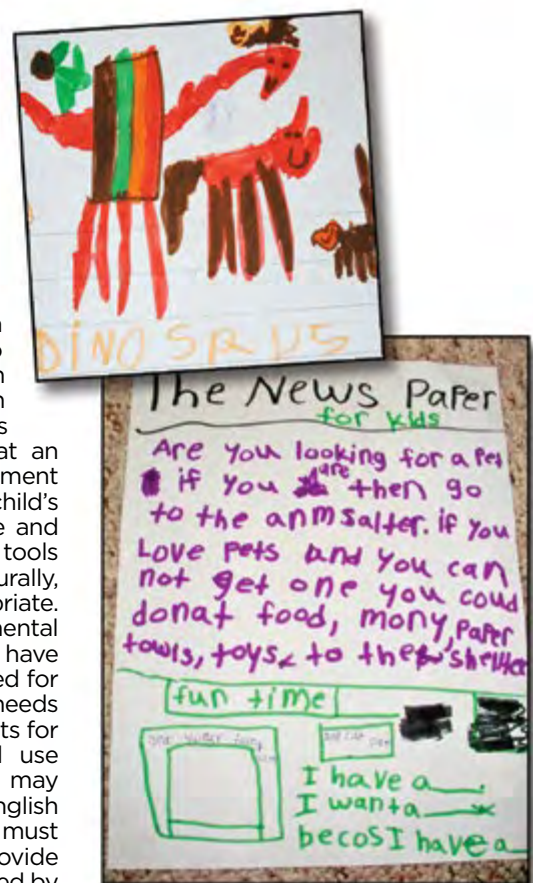 DINOSRUS
The News Paper
for kids
Are you looking for a Pet
if you are then go
to the anmsalter. if you
Love pets and you can
not get one you coud
donat food, mony, paper
towls, toys, to the shelter
fun time
I have a
I want a
becos I have a
at an
ment
child's
e and
tools
urally,
priate.
mental
have
ed for
needs
ts for
use
may
nglish
must
ovide
ed by